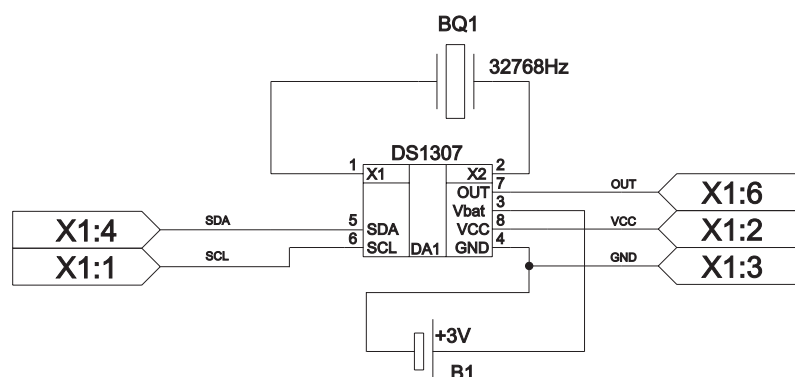 BQ1
32768Hz
DS1307
1 X1 X2 2
OUT 7 OUT X1:6
Vbat 3
X1:4 SDA 5 SDA VCC 8 VCC X1:2
X1:1 SCL 6 SCL DA1 GND 4 GND X1:3
+3V
B1